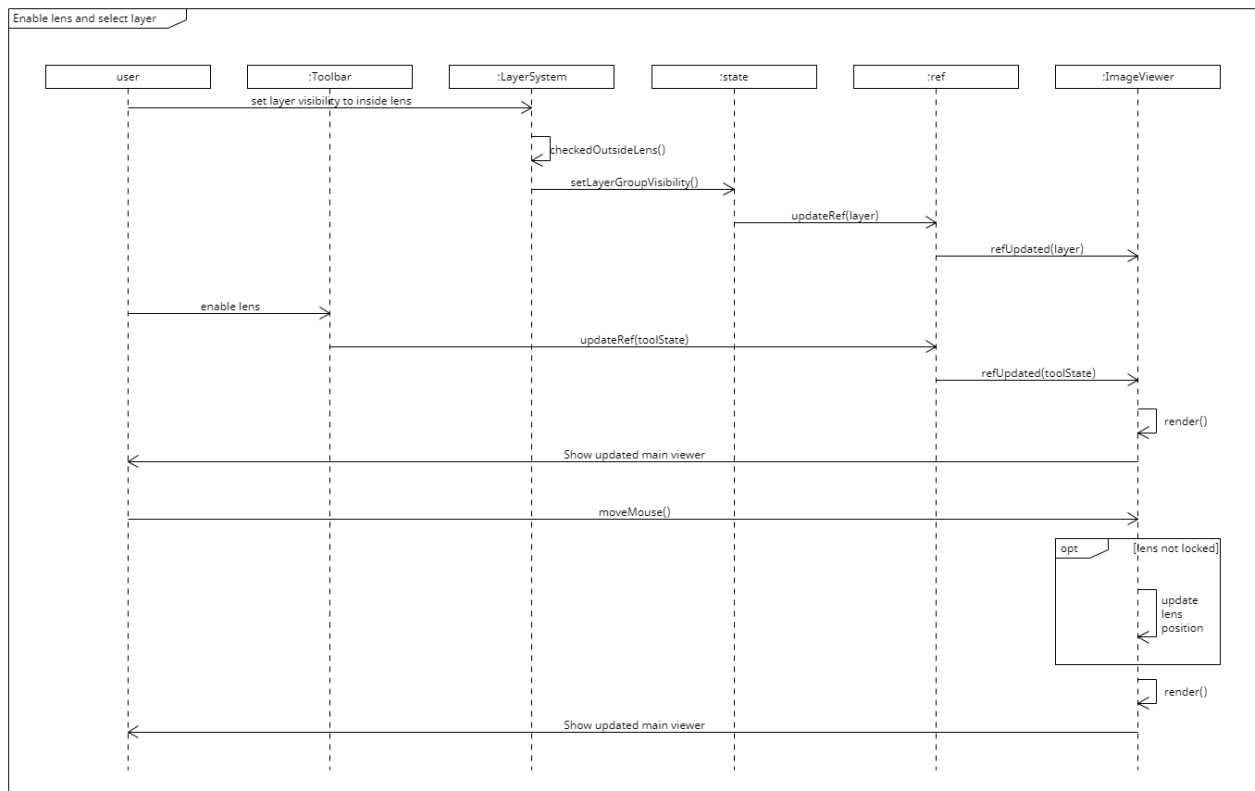 Enable lens and select layer
user
:Toolbar
:LayerSystem
:state
:ref
:ImageViewer
set layer visibility to inside lens
checkedOutsideLens()
setLayerGroupVisibility()
updateRef(layer)
refUpdated(layer)
enable lens
updateRef(toolState)
refUpdated(toolState)
render()
Show updated main viewer
moveMouse()
opt
[lens not locked]
update
lens
position
render()
Show updated main viewer